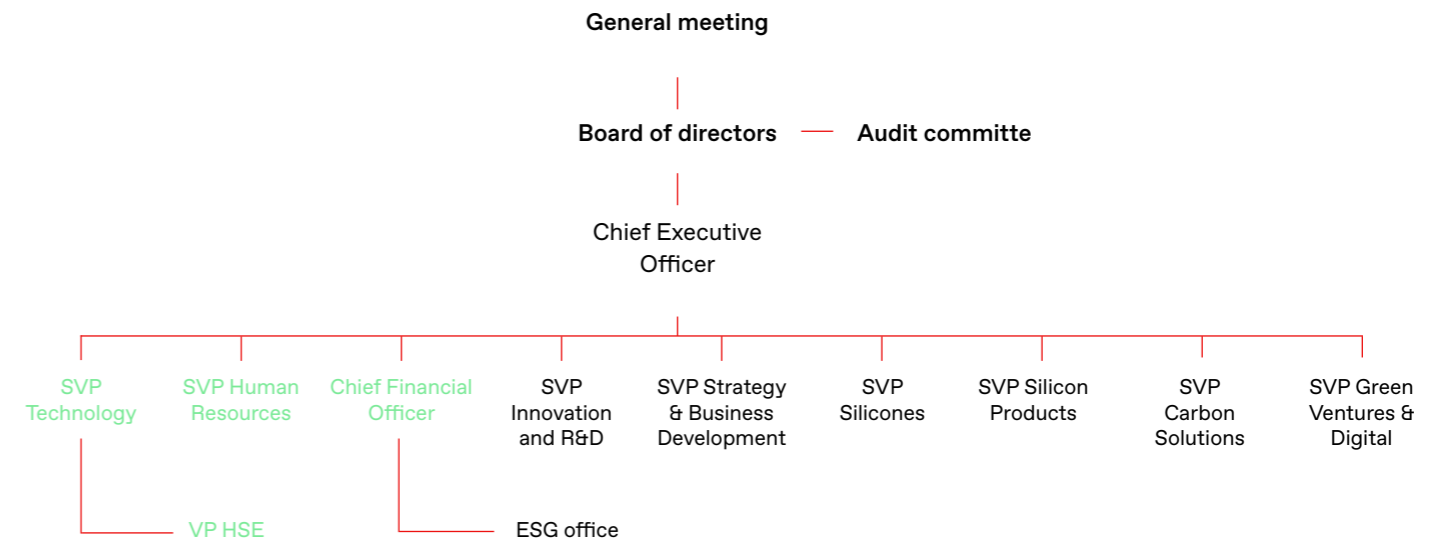 General meeting
Board of directors
Audit committe
Chief Executive
Officer
SVP
Technology
SVP Human
Resources
Chief Financial
Officer
SVP
Innovation
and R&D
SVP Strategy
& Business
Development
SVP
Silicones
SVP Silicon
Products
SVP
Carbon
Solutions
SVP Green
Ventures &
Digital
VP HSE
ESG office